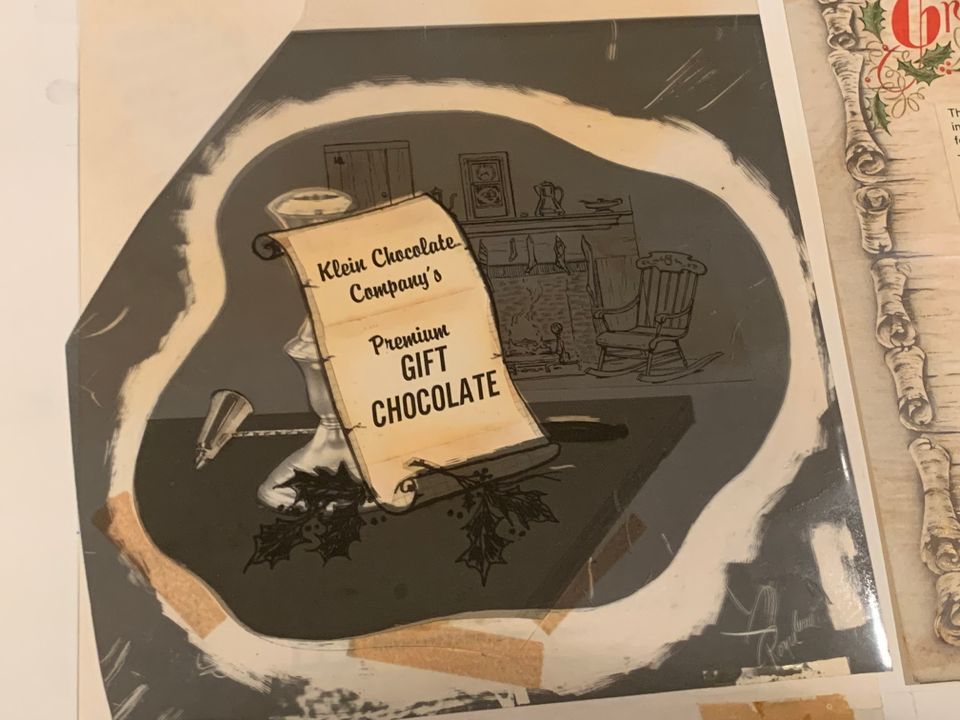 Klein Chocolate
Company's
Premium
GIFT
CHOCOLATE